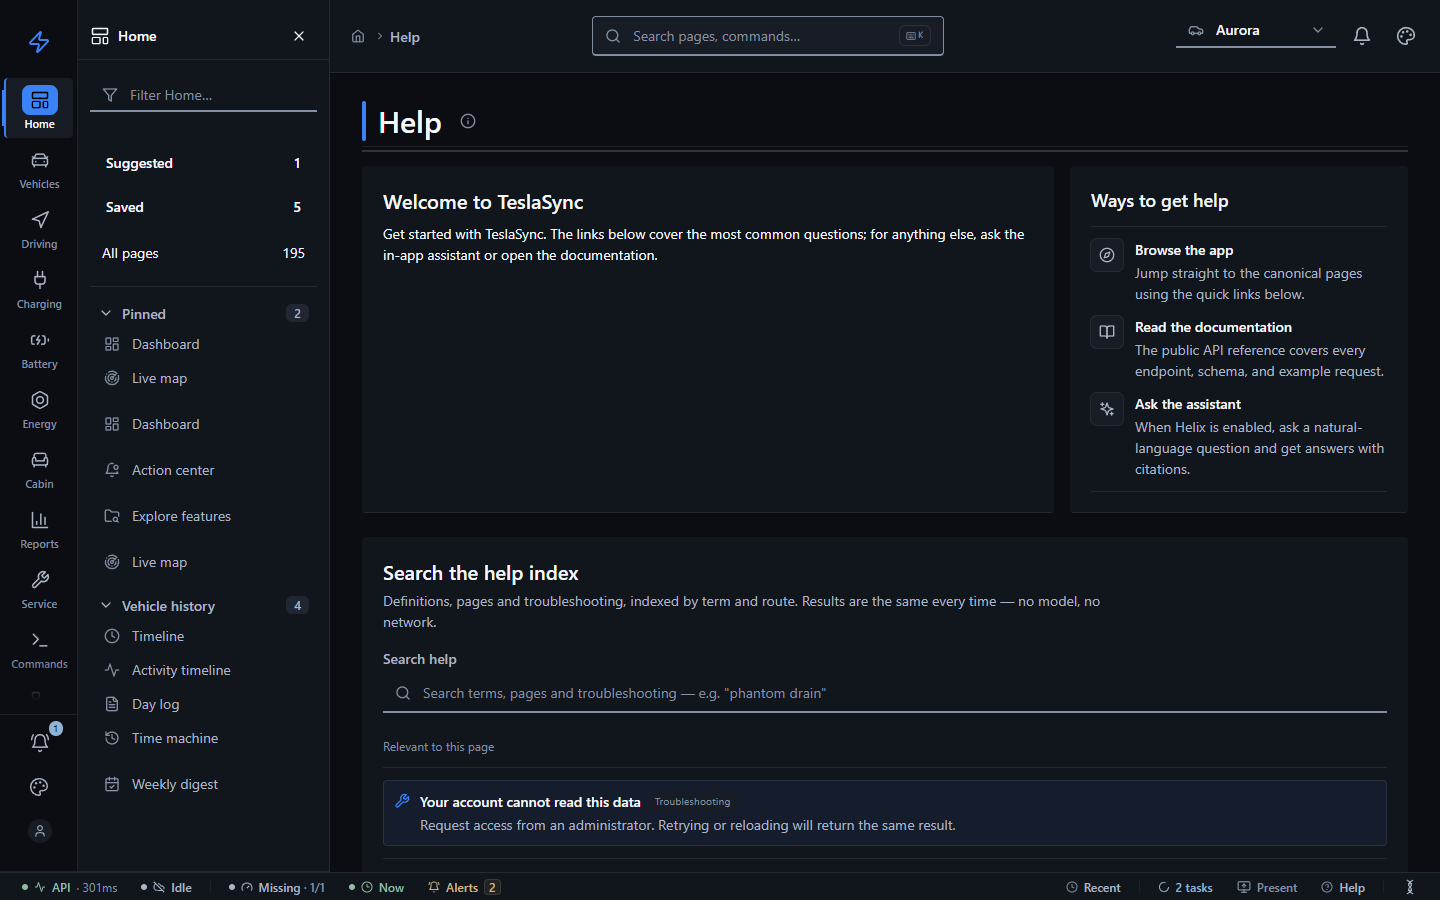 Home
Help
Search pages, commands...
K
Aurora
Home
Vehicles
Driving
Charging
Battery
Energy
Cabin
Reports
Service
Commands
1
Filter Home...
Suggested 1
Saved 5
All pages 195
Pinned 2
Dashboard
Live map
Dashboard
Action center
Explore features
Live map
Vehicle history 4
Timeline
Activity timeline
Day log
Time machine
Weekly digest
Help
Welcome to TeslaSync
Get started with TeslaSync. The links below cover the most common questions; for anything else, ask the
in-app assistant or open the documentation.
Ways to get help
Browse the app
Jump straight to the canonical pages
using the quick links below.
Read the documentation
The public API reference covers every
endpoint, schema, and example request.
Ask the assistant
When Helix is enabled, ask a natural-
language question and get answers with
citations.
Search the help index
Definitions, pages and troubleshooting, indexed by term and route. Results are the same every time — no model, no
network.
Search help
Search terms, pages and troubleshooting — e.g. "phantom drain"
Relevant to this page
Your account cannot read this data Troubleshooting
Request access from an administrator. Retrying or reloading will return the same result.
API · 301ms
Idle
Missing · 1/1
Now
Alerts 2
Recent
2 tasks
Present
Help